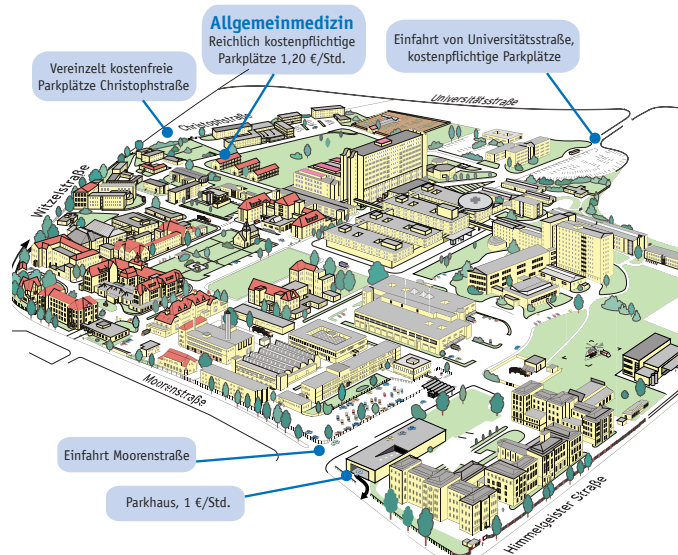 Allgemeinmedizin
Reichlich kostenpflichtige
Parkplätze 1,20 €/Std.
Einfahrt von Universitätsstraße,
kostenpflichtige Parkplätze
Vereinzelt kostenfreie
Parkplätze Christophstraße
Universitätsstraße
Christophstraße
Witzelstraße
Moorenstraße
Einfahrt Moorenstraße
Parkhaus, 1 €/Std.
Himmelgeister Straße